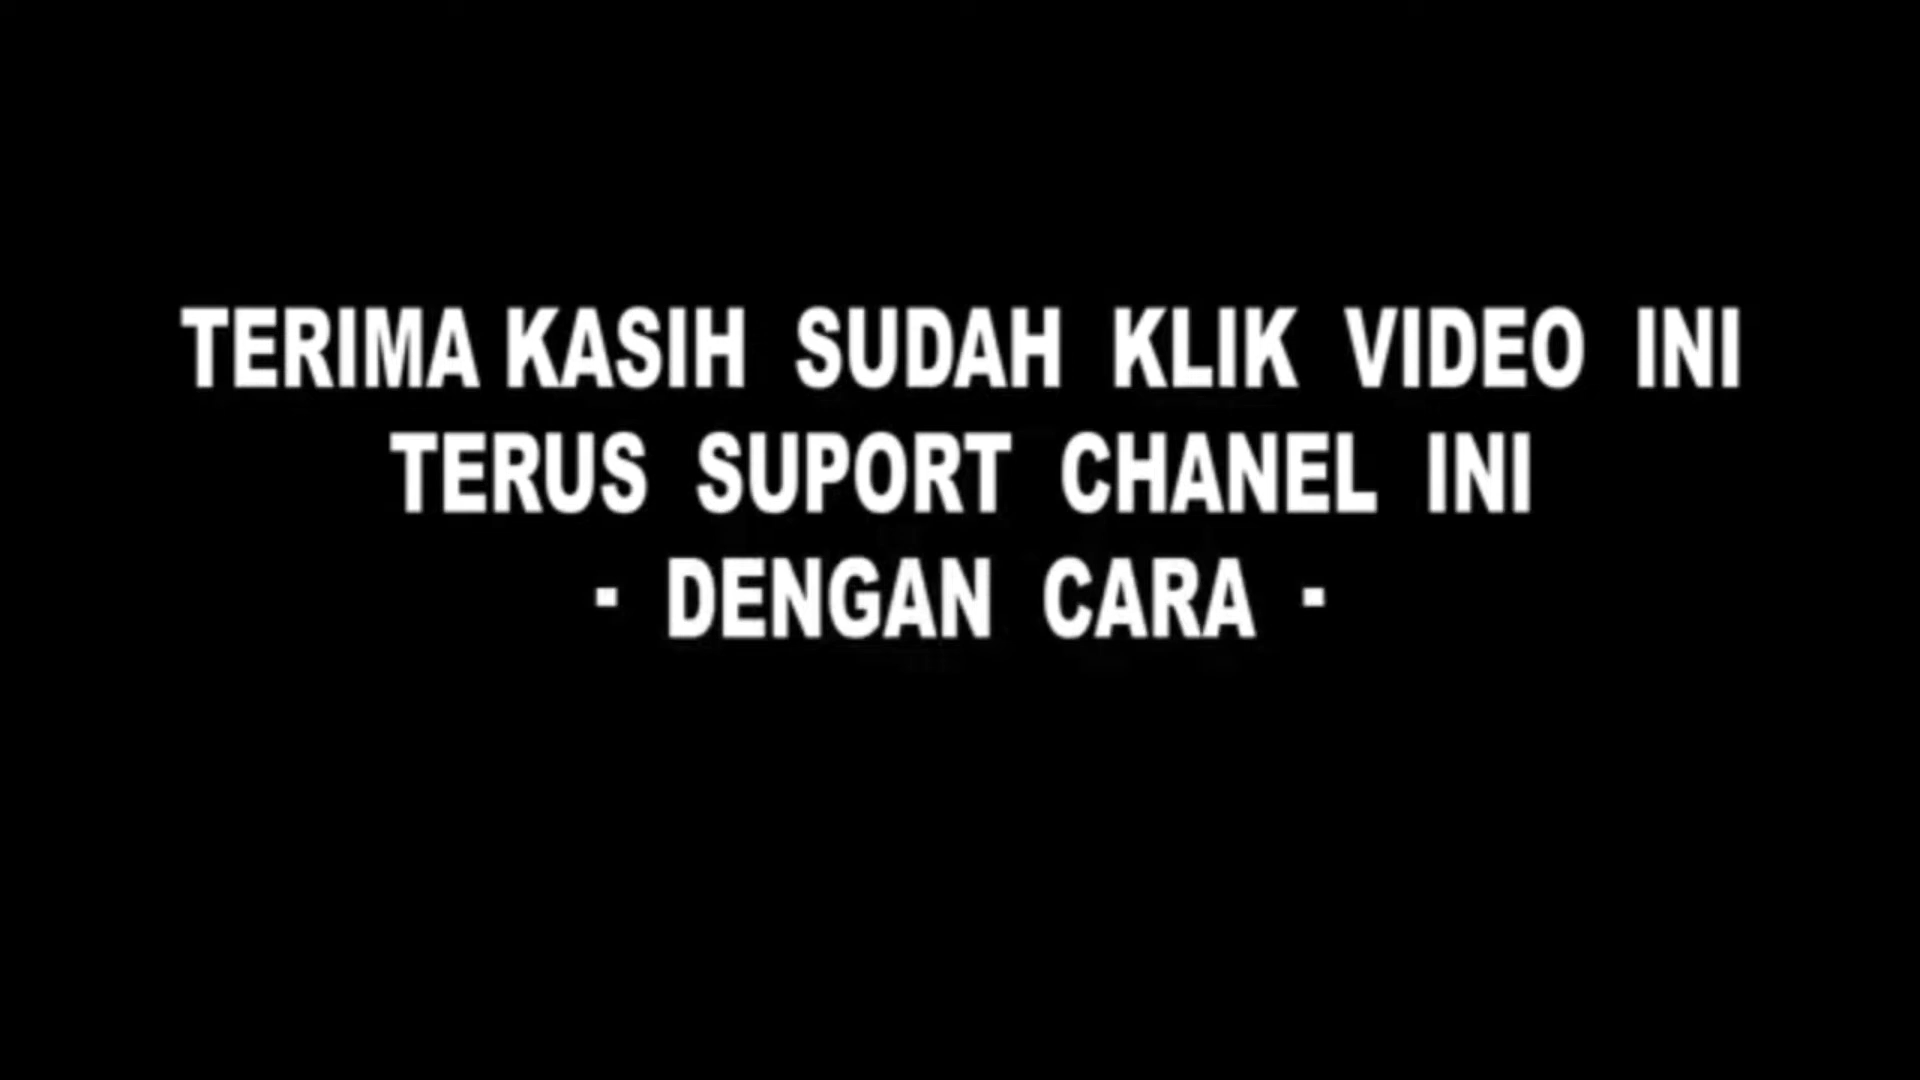 TERIMA KASIH SUDAH KLIK VIDEO INI
TERUS SUPORT CHANEL INI
- DENGAN CARA -